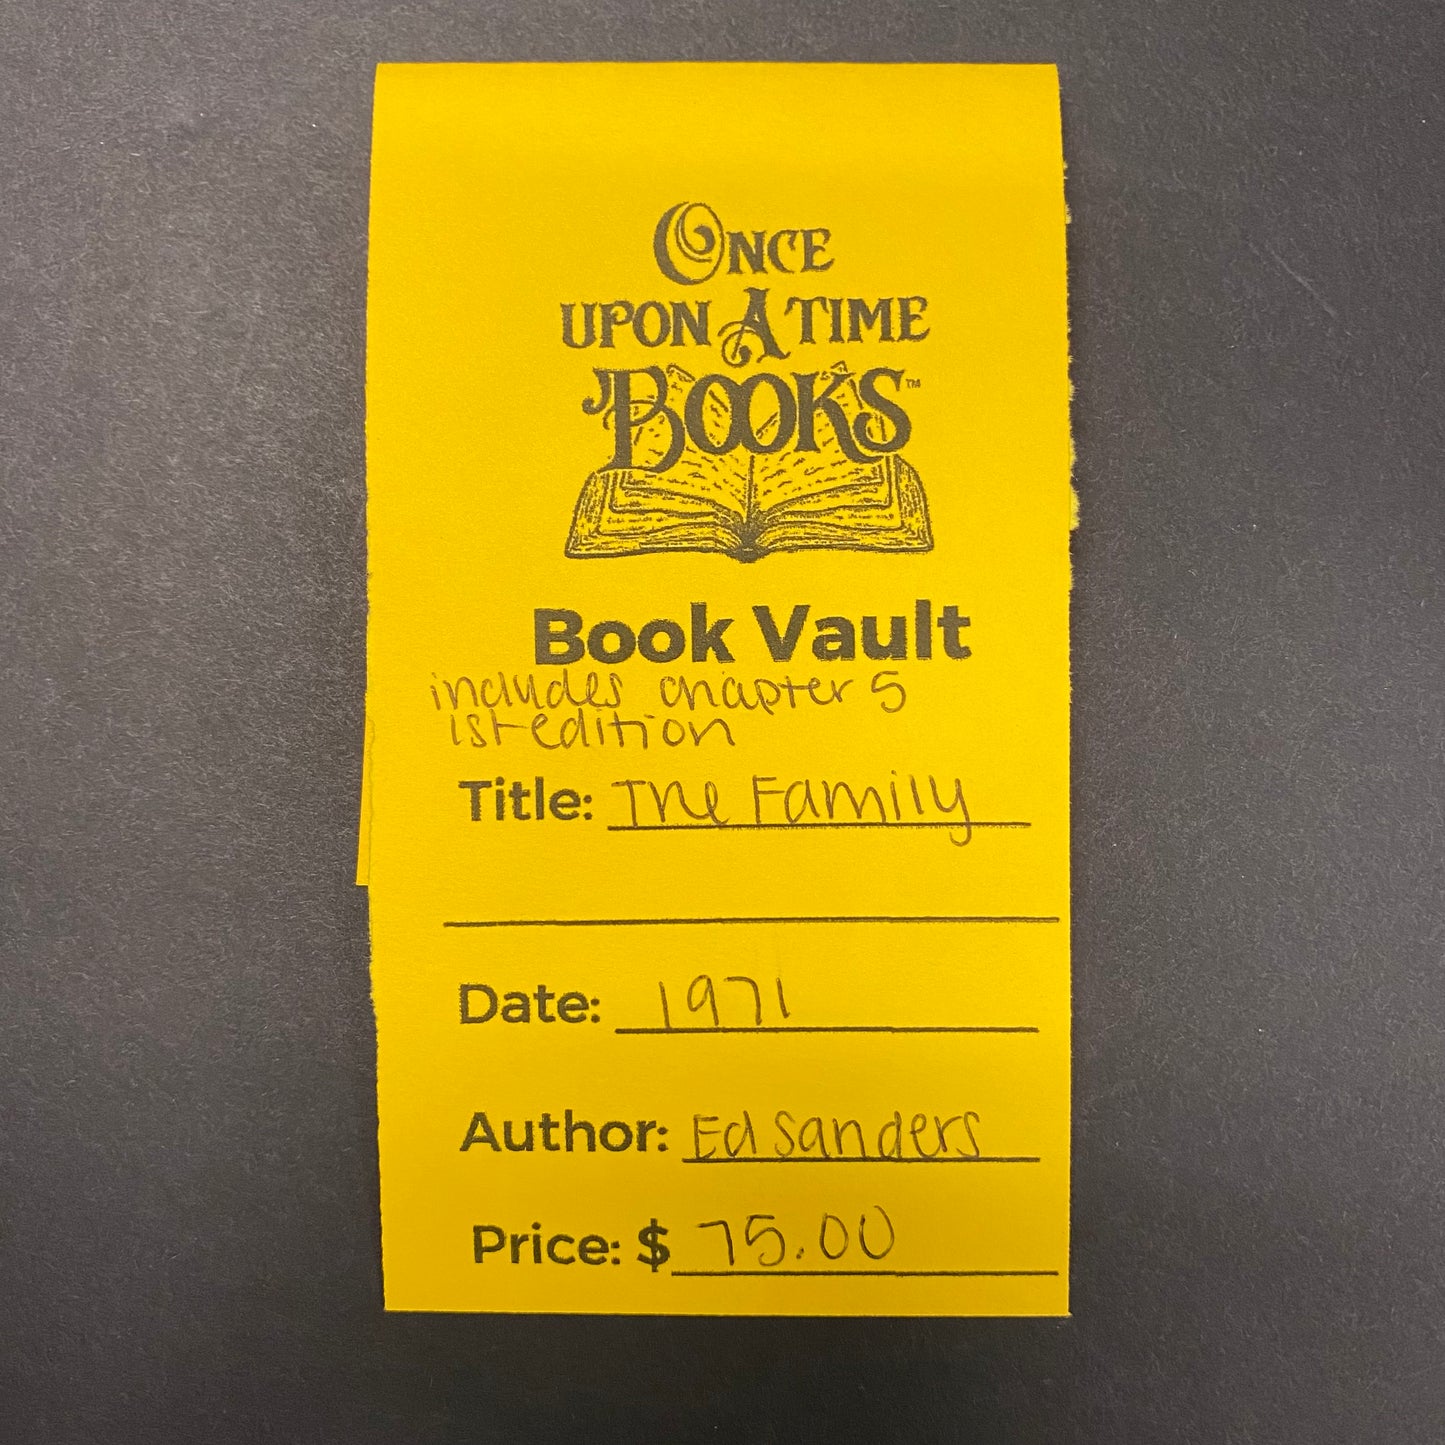 ONCE
UPON A TIME
BOOKS™
Book Vault
includes chapter 5
1st edition
Title: The Family
Date: 1971
Author: Ed Sanders
Price: $ 75.00